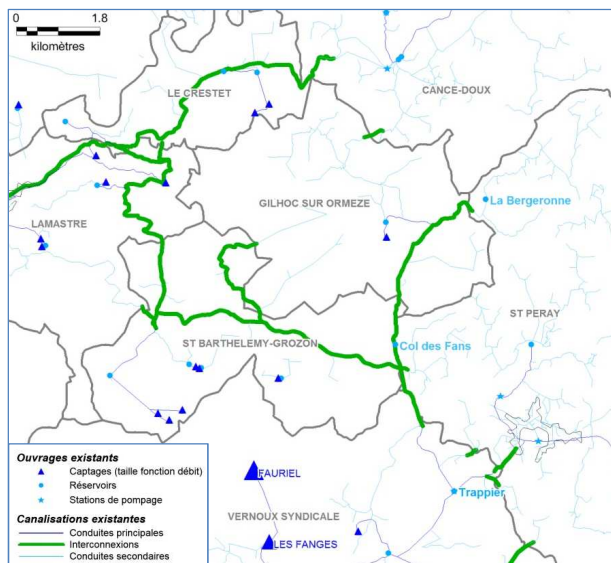 0 1.8
kilomètres
LE CRESTET
CANCE-DOUX
GILHOC SUR ORMEZE
La Bergeronne
LAMASTRE
ST PERAY
ST BARTHELEMY-GROZON
Col des Fans
FAURIEL
Trappier
VERNOUX SYNDICALE
LES FANGES
Ouvrages existants
Captages (taille fonction débit)
Réservoirs
Stations de pompage
Canalisations existantes
Conduites principales
Interconnexions
Conduites secondaires